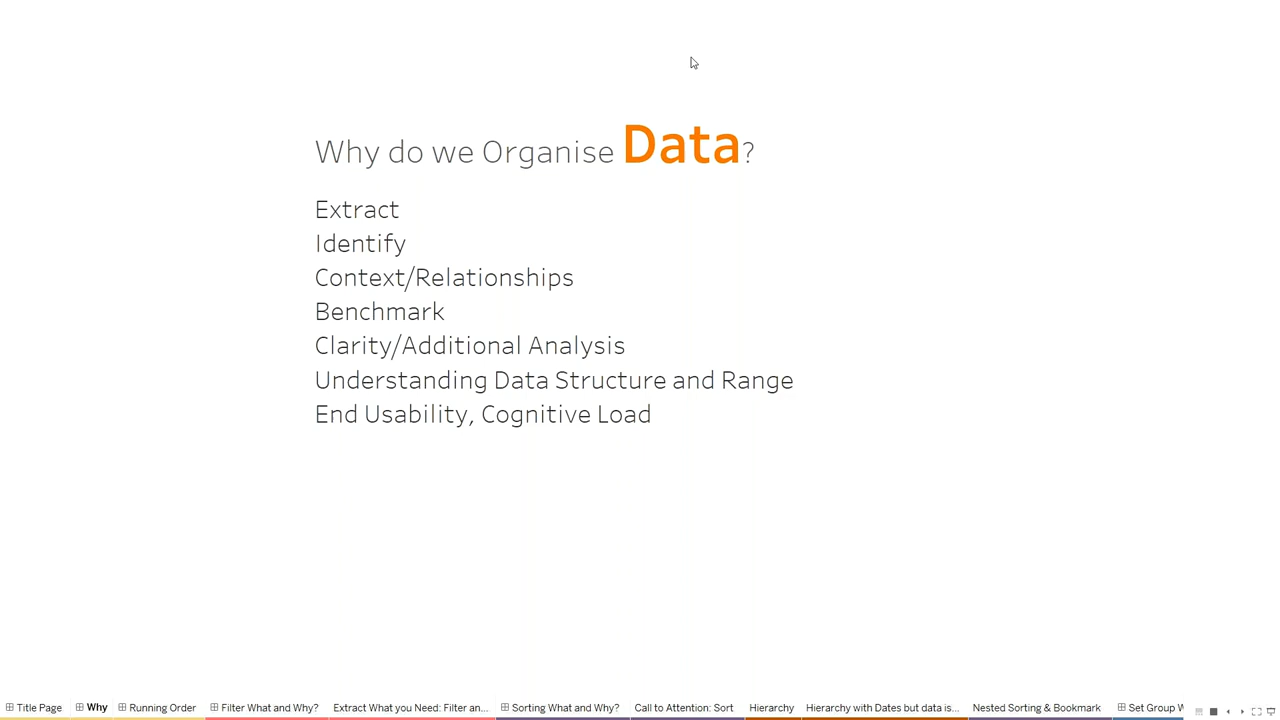 Why do we Organise Data?
Extract
Identify
Context/Relationships
Benchmark
Clarity/Additional Analysis
Understanding Data Structure and Range
End Usability, Cognitive Load
Title Page Why Running Order Filter What and Why? Extract What you Need: Filter an... Sorting What and Why? Call to Attention: Sort Hierarchy Hierarchy with Dates but data is... Nested Sorting & Bookmark Set Group W